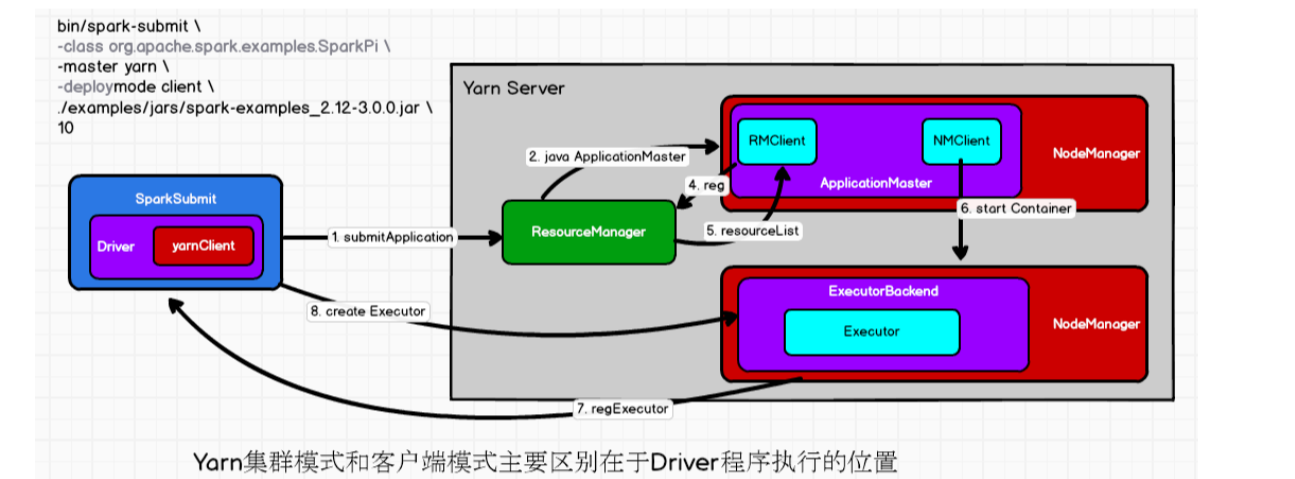 bin/spark-submit \
-class org.apache.spark.examples.SparkPi \
-master yarn \
-deploymode client \
./examples/jars/spark-examples_2.12-3.0.0.jar \
10
Yarn Server
RMClient
NMClient
NodeManager
2. java ApplicationMaster
ApplicationMaster
4. reg
SparkSubmit
6. start Container
Driver
yarnClient
1. submitApplication
ResourceManager
5. resourceList
ExecutorBackend
8. create Executor
Executor
NodeManager
7. regExecutor
Yarn集群模式和客户端模式主要区别在于Driver程序执行的位置